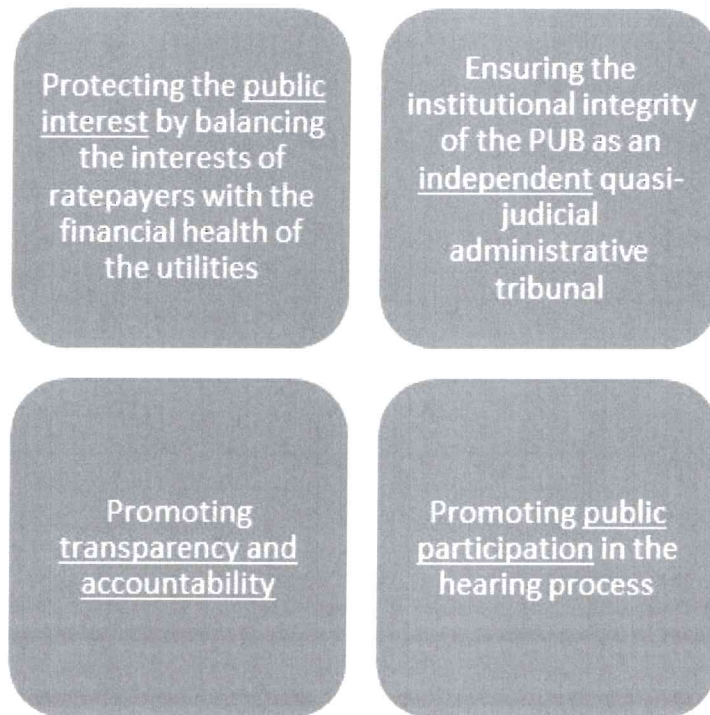 Protecting the public
interest by balancing
the interests of
ratepayers with the
financial health of
the utilities
Ensuring the
institutional integrity
of the PUB as an
independent quasi-
judicial
administrative
tribunal
Promoting
transparency and
accountability
Promoting public
participation in the
hearing process